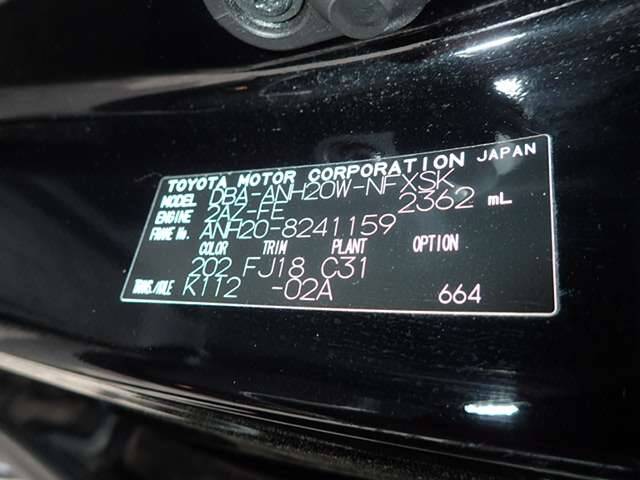 TOYOTA MOTOR CORPORATION JAPAN
MODEL DBA-ANH20W-NFXSK
ENGINE 2AZ-FE 2362 mL
FRAME No. ANH20-8241159
COLOR TRIM PLANT OPTION
202 FJ18 C31
TRANS./AXLE K112 -02A 664